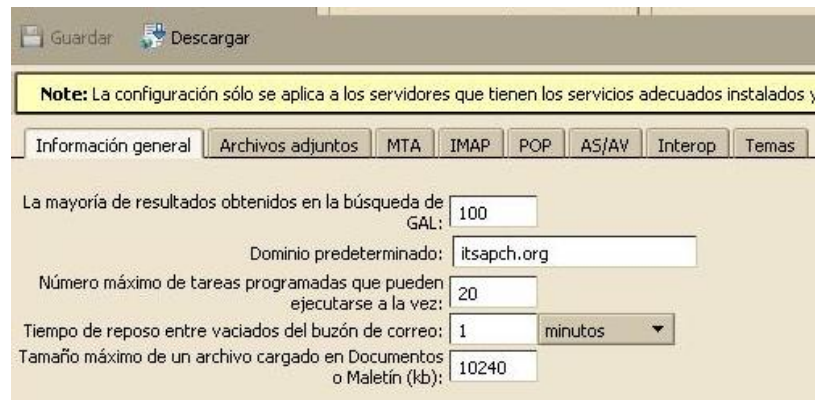 Guardar Descargar
Note: La configuración sólo se aplica a los servidores que tienen los servicios adecuados instalados y
Información general Archivos adjuntos MTA IMAP POP AS/AV Interop Temas
La mayoría de resultados obtenidos en la búsqueda de
GAL: 100
Dominio predeterminado: itsapch.org
Número máximo de tareas programadas que pueden
ejecutarse a la vez: 20
Tiempo de reposo entre vaciados del buzón de correo: 1 minutos
Tamaño máximo de un archivo cargado en Documentos
o Maletín (kb): 10240